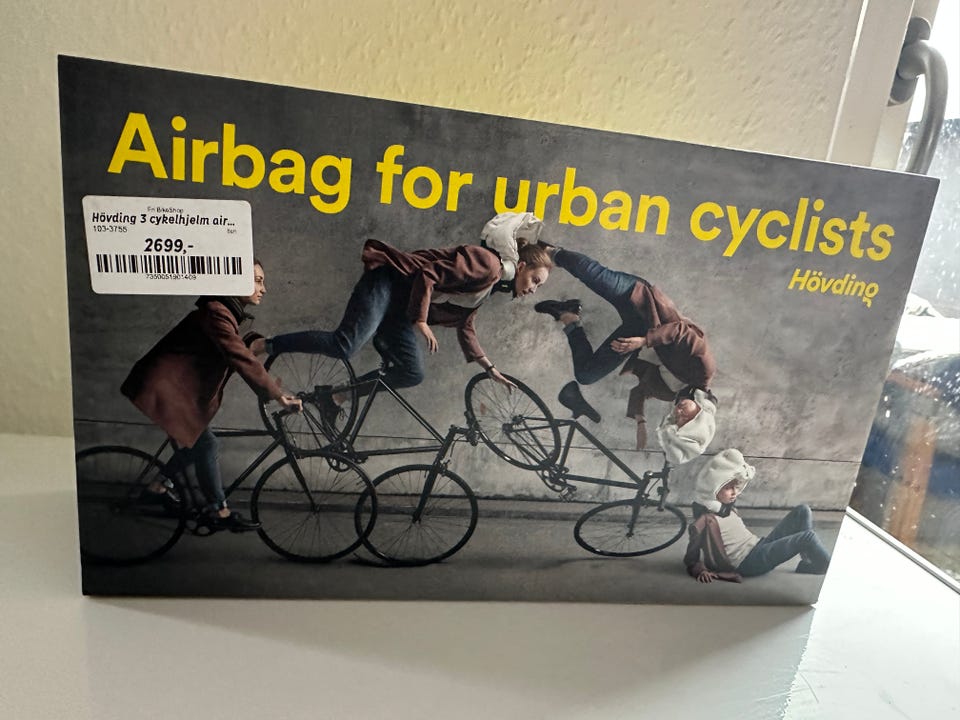 Airbag for urban cyclists
Fri BikeShop
Hövding 3 cykelhjelm air...
103-3755
2699,-
7350051901409
Hövding